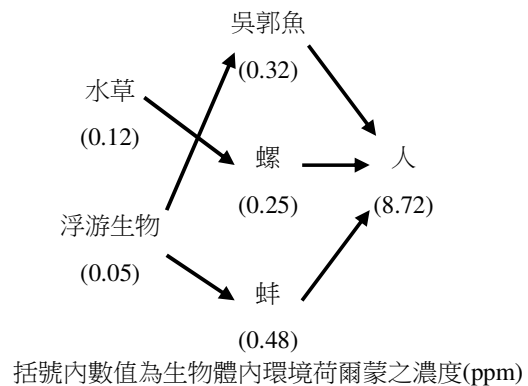 吳郭魚
(0.32)
水草
(0.12)
螺
(0.25)
人
(8.72)
浮游生物
(0.05)
蚌
(0.48)
括號內數值為生物體內環境荷爾蒙之濃度(ppm)